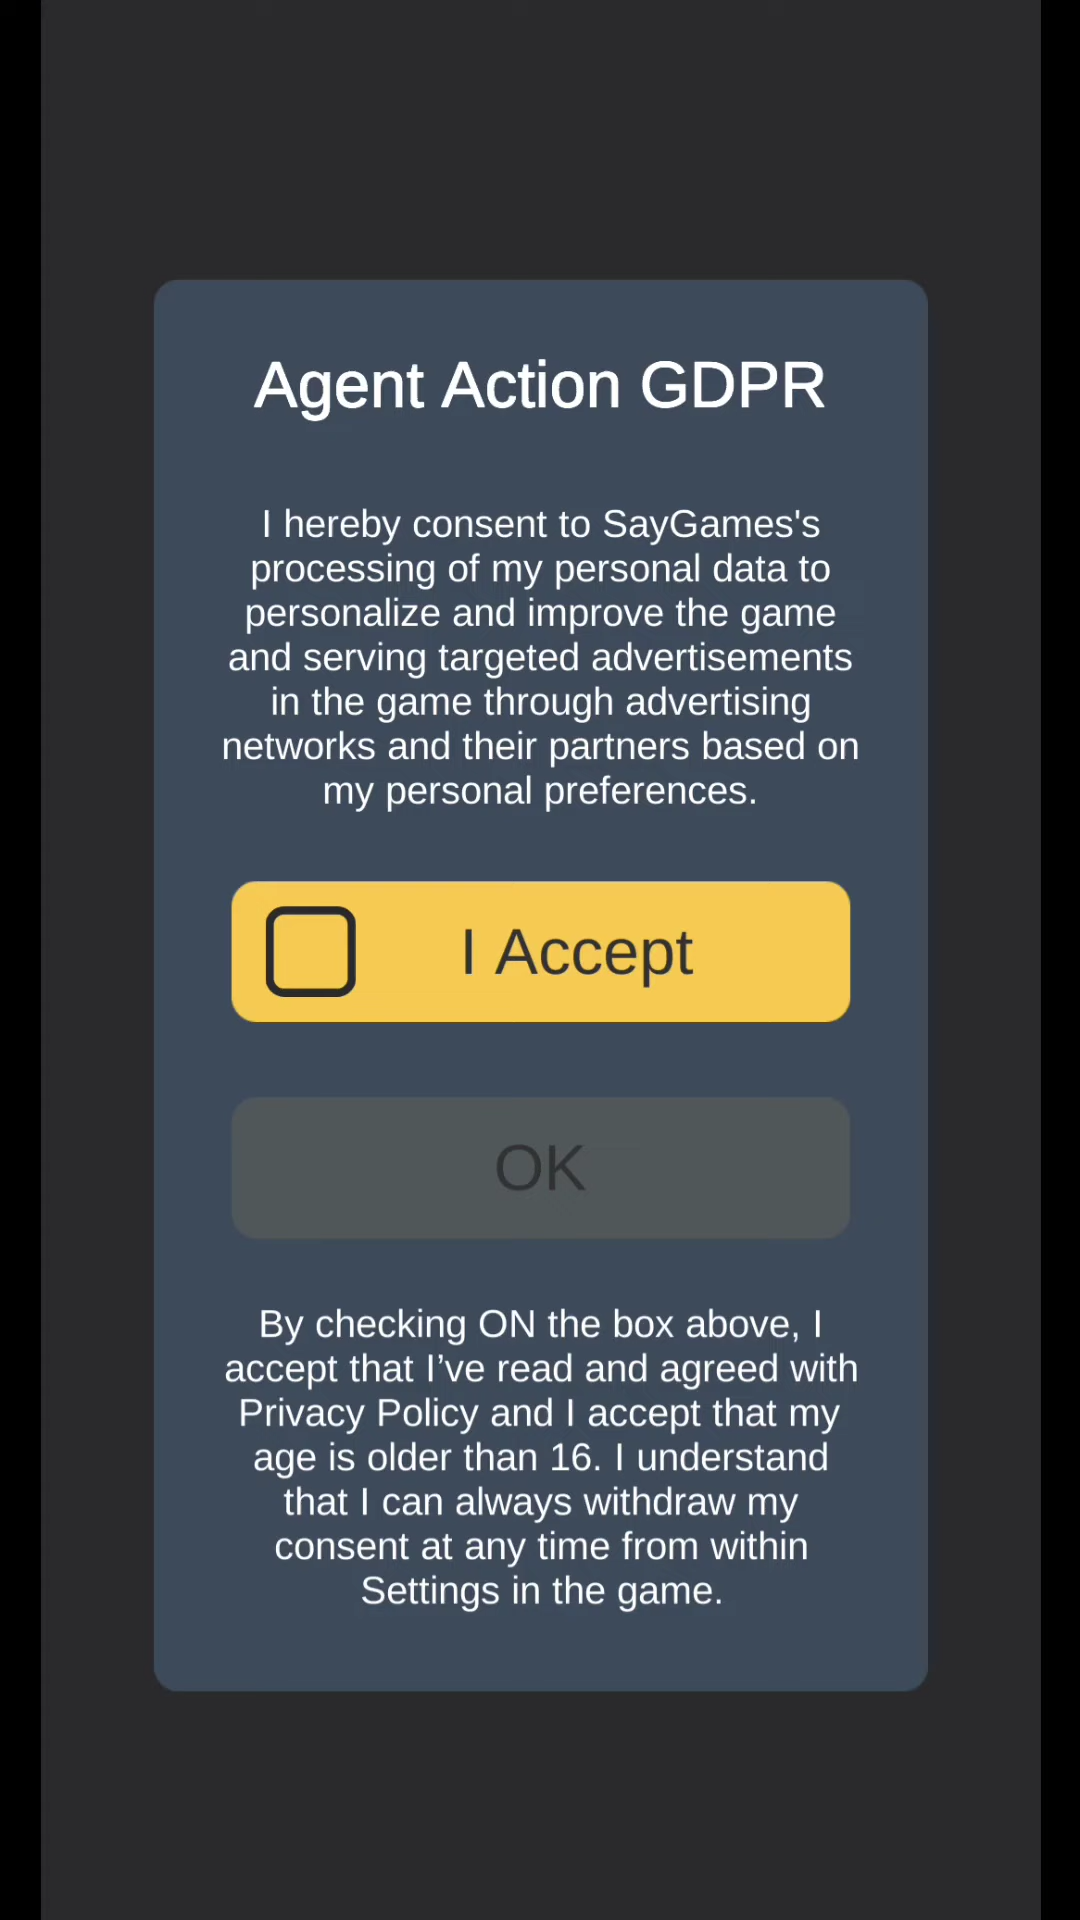 Agent Action GDPR
I hereby consent to SayGames's
processing of my personal data to
personalize and improve the game
and serving targeted advertisements
in the game through advertising
networks and their partners based on
my personal preferences.
I Accept
OK
By checking ON the box above, I
accept that I’ve read and agreed with
Privacy Policy and I accept that my
age is older than 16. I understand
that I can always withdraw my
consent at any time from within
Settings in the game.